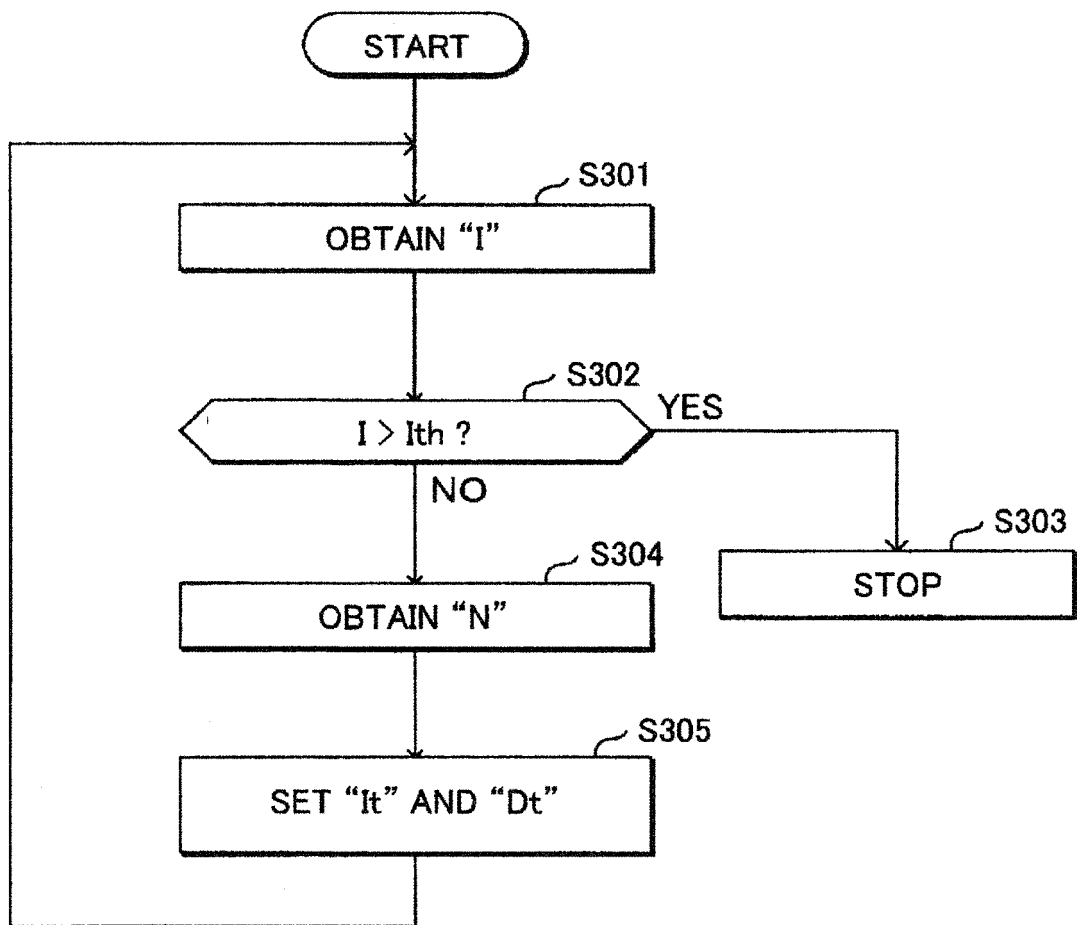 START
S301
OBTAIN “I”
S302
I > Ith ?
YES
NO
S303
STOP
S304
OBTAIN “N”
S305
SET “It” AND “Dt”